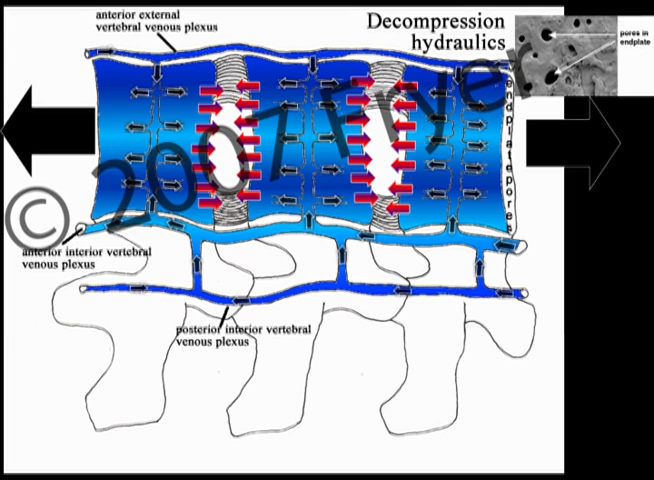 anterior external
vertebral venous plexus
Decompression
hydraulics
pores in
endplate
endplate pores
© 2007 Fryer
anterior interior vertebral
venous plexus
posterior interior vertebral
venous plexus